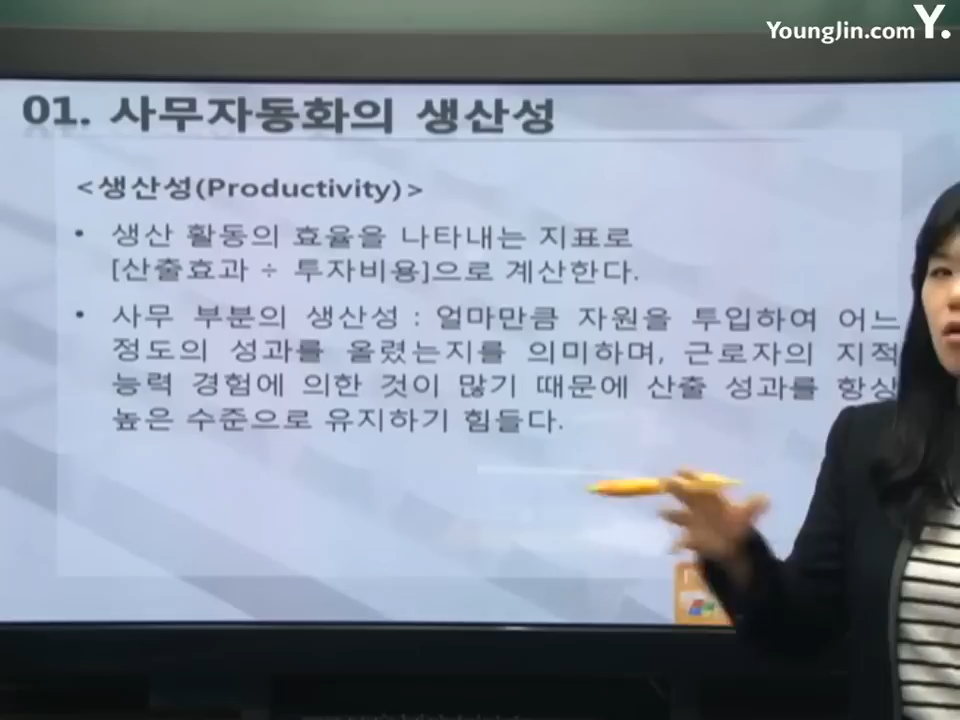 YoungJin.com Y.
01. 사무자동화의 생산성
<생산성(Productivity)>
• 생산 활동의 효율을 나타내는 지표로
[산출효과 ÷ 투자비용]으로 계산한다.
• 사무 부분의 생산성 : 얼마만큼 자원을 투입하여 어느
정도의 성과를 올렸는지를 의미하며, 근로자의 지적
능력 경험에 의한 것이 많기 때문에 산출 성과를 항상
높은 수준으로 유지하기 힘들다.